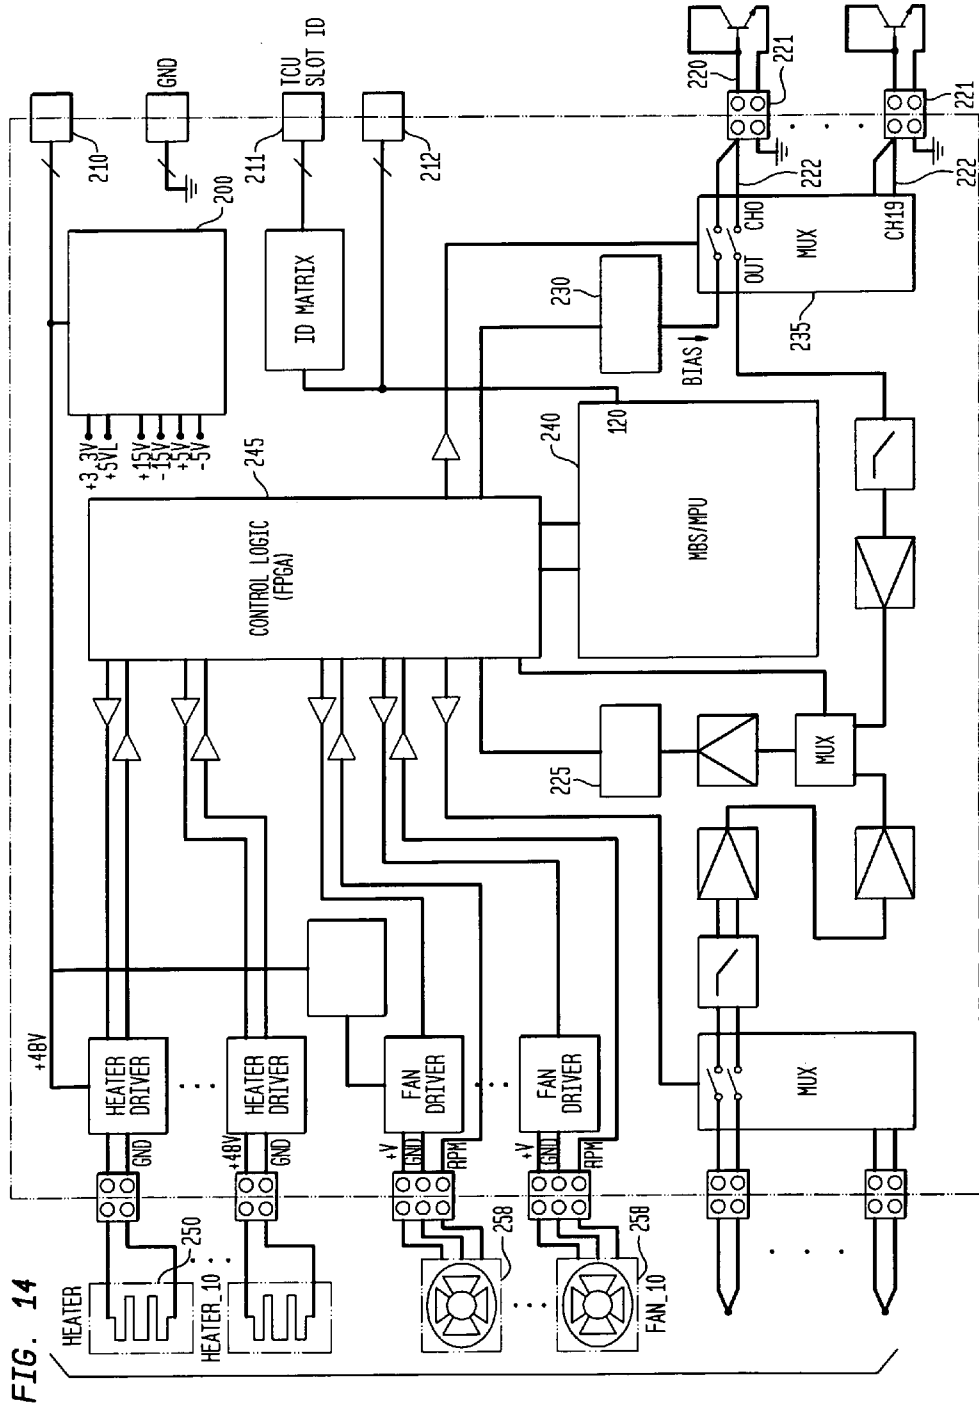 FIG. 14
HEATER
250
HEATER_10
258
258
FAN_10
+48V
GND
+48V
GND
+V
GND
RPM
+V
GND
RPM
HEATER
DRIVER
HEATER
DRIVER
FAN
DRIVER
FAN
DRIVER
MUX
225
MUX
CONTROL LOGIC
(FPGA)
245
MBS/MPU
240
120
+3.3V
+5VL
+15V
-15V
+5V
-5V
200
ID MATRIX
230
BIAS
OUT
CH0
MUX
CH19
235
210
GND
211
TCU
SLOT ID
212
220
221
222
221
222